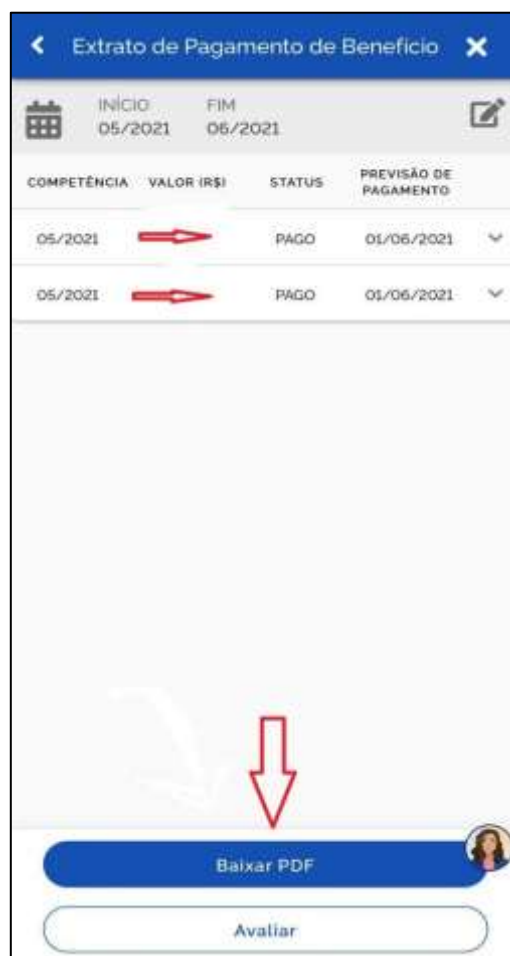 Extrato de Pagamento de Benefício
INÍCIO FIM
05/2021 06/2021
COMPETÊNCIA VALOR (R$) STATUS PREVISÃO DE PAGAMENTO
05/2021 PAGO 01/06/2021
05/2021 PAGO 01/06/2021
Baixar PDF
Avaliar